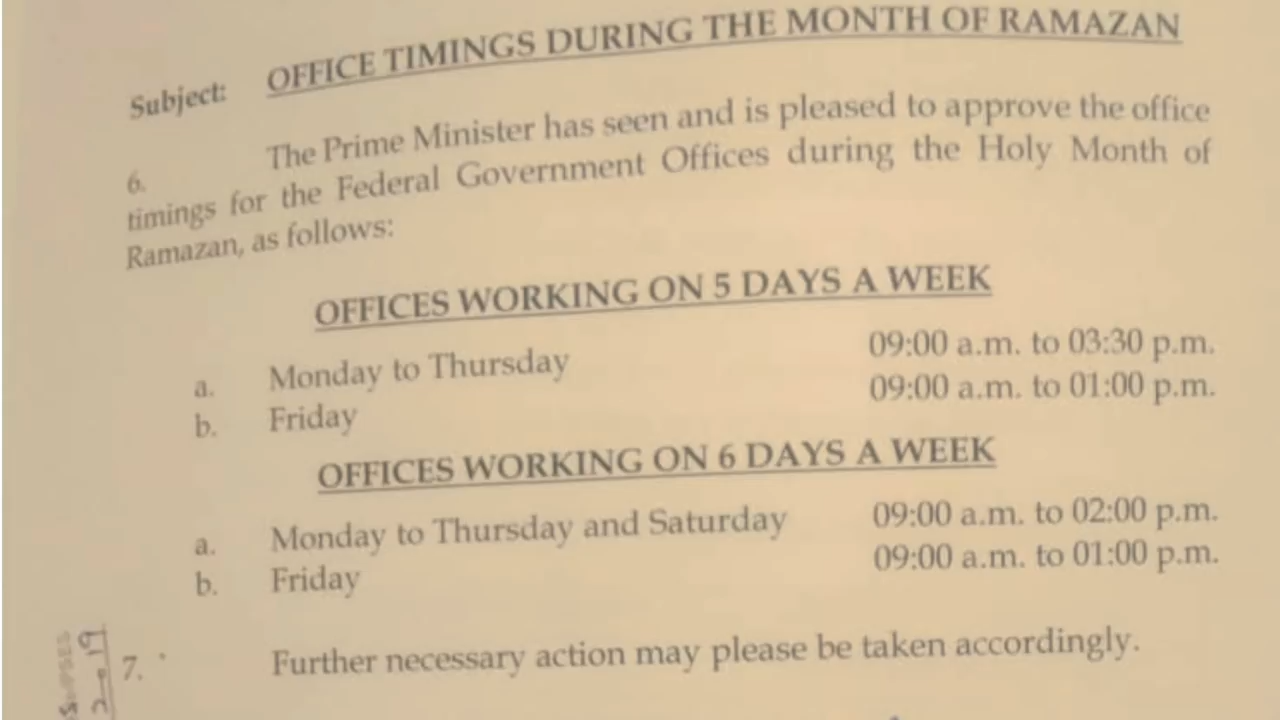 Subject: OFFICE TIMINGS DURING THE MONTH OF RAMAZAN
6. The Prime Minister has seen and is pleased to approve the office
timings for the Federal Government Offices during the Holy Month of
Ramazan, as follows:
OFFICES WORKING ON 5 DAYS A WEEK
a. Monday to Thursday 09:00 a.m. to 03:30 p.m.
b. Friday 09:00 a.m. to 01:00 p.m.
OFFICES WORKING ON 6 DAYS A WEEK
a. Monday to Thursday and Saturday 09:00 a.m. to 02:00 p.m.
b. Friday 09:00 a.m. to 01:00 p.m.
7. Further necessary action may please be taken accordingly.